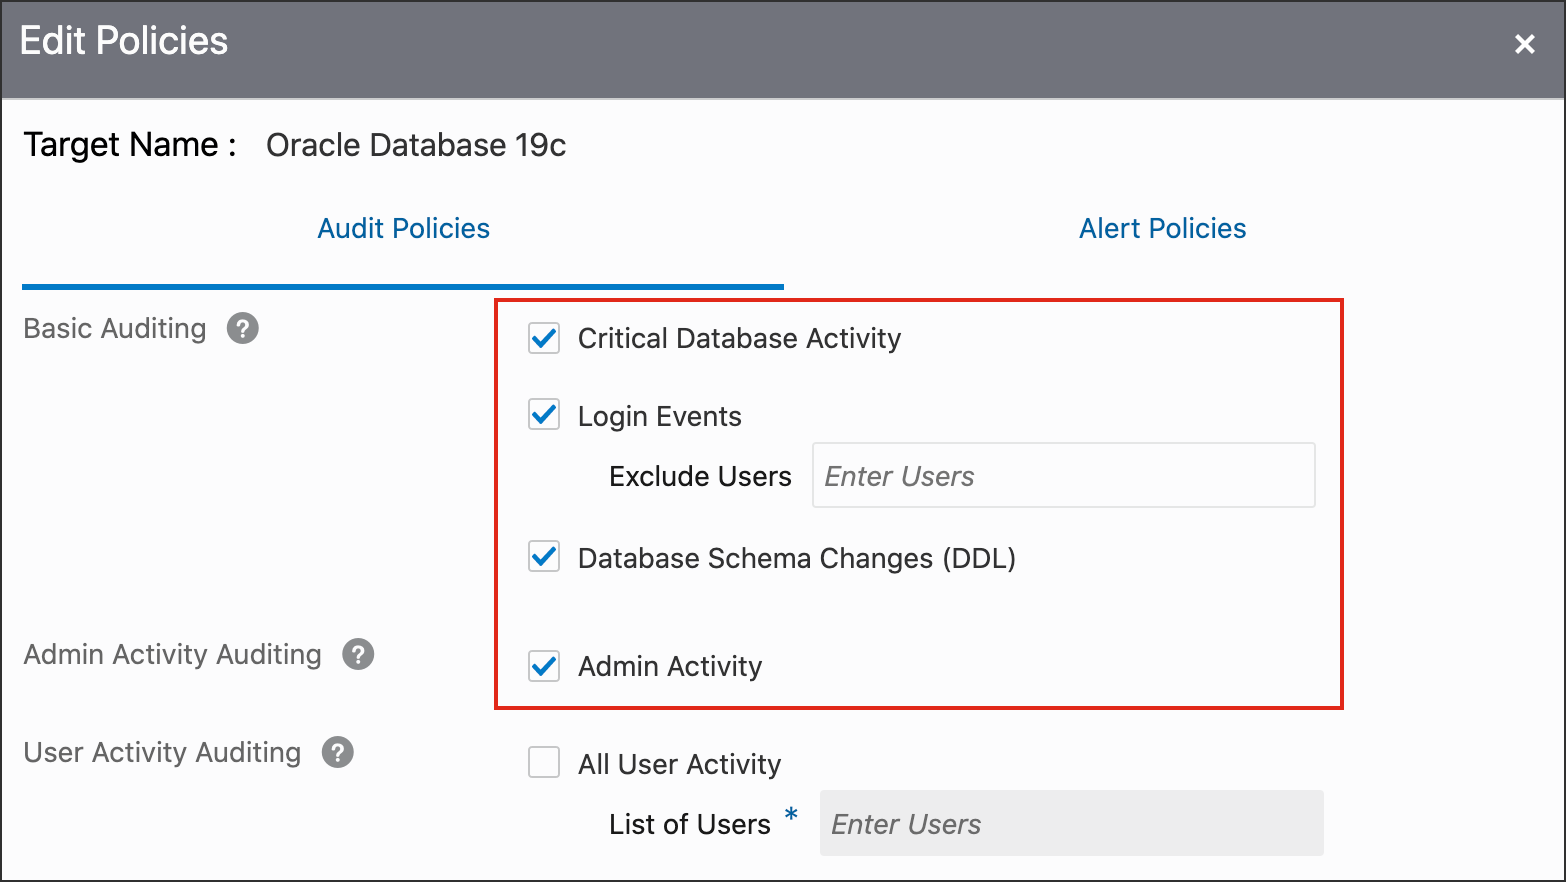 Edit Policies
Target Name : Oracle Database 19c
Audit Policies Alert Policies
Basic Auditing ? Critical Database Activity
Login Events
Exclude Users Enter Users
Database Schema Changes (DDL)
Admin Activity Auditing ? Admin Activity
User Activity Auditing ? All User Activity
List of Users * Enter Users